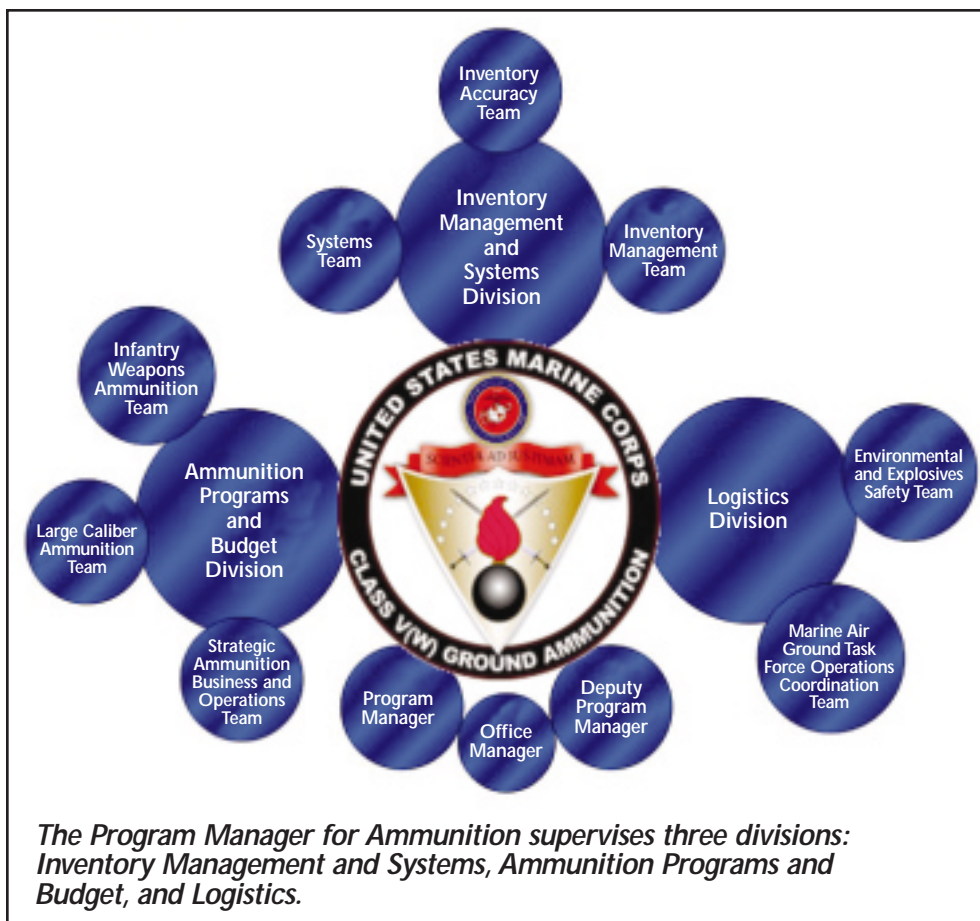 Inventory
Accuracy
Team
Systems
Team
Inventory
Management
and
Systems
Division
Inventory
Management
Team
Infantry
Weapons
Ammunition
Team
Ammunition
Programs
and
Budget
Division
Large Caliber
Ammunition
Team
Strategic
Ammunition
Business and
Operations
Team
UNITED STATES MARINE CORPS
SCIENTIA AD JUSTITIAM
CLASS V(W) GROUND AMMUNITION
Logistics
Division
Environmental
and Explosives
Safety Team
Marine Air
Ground Task
Force Operations
Coordination
Team
Program
Manager
Office
Manager
Deputy
Program
Manager
The Program Manager for Ammunition supervises three divisions:
Inventory Management and Systems, Ammunition Programs and
Budget, and Logistics.